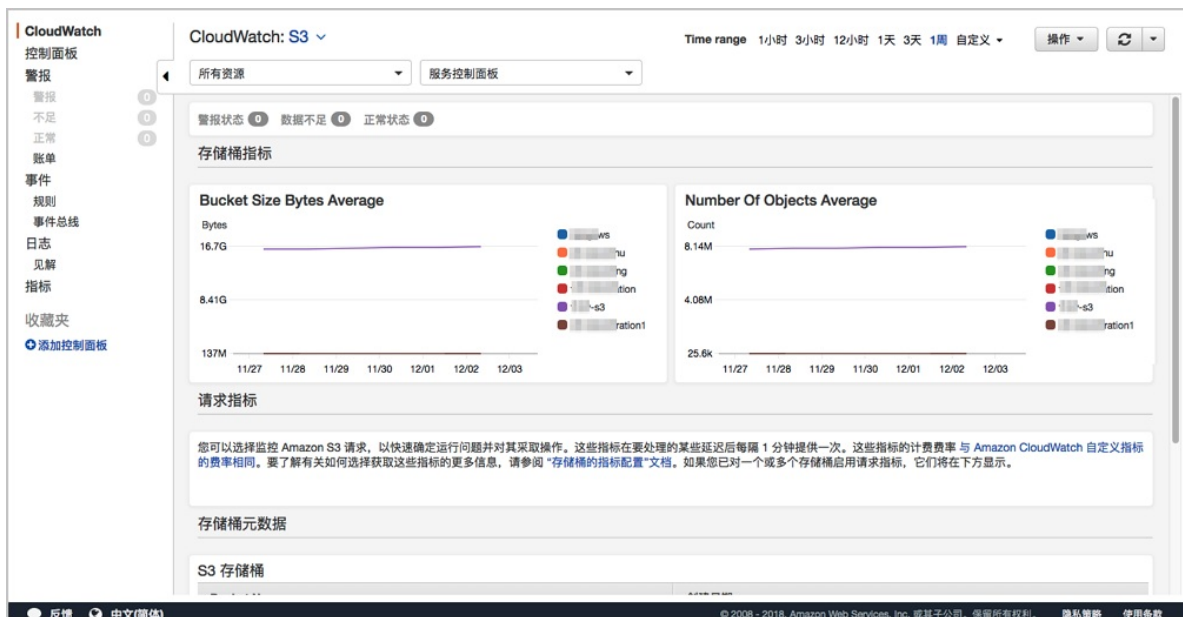 CloudWatch
控制面板
警报
警报 0
不足 0
正常 0
账单
事件
规则
事件总线
日志
见解
指标
收藏夹
添加控制面板
CloudWatch: S3
Time range 1小时 3小时 12小时 1天 3天 1周 自定义
操作
所有资源
服务控制面板
警报状态 0 数据不足 0 正常状态 0
存储桶指标
Bucket Size Bytes Average
Bytes
16.7G
8.41G
137M
11/27 11/28 11/29 11/30 12/01 12/02 12/03
ws
nu
ng
tion
-s3
ration1
Number Of Objects Average
Count
8.14M
4.08M
25.6k
11/27 11/28 11/29 11/30 12/01 12/02 12/03
ws
nu
ng
tion
-s3
ration1
请求指标
您可以选择监控 Amazon S3 请求，以快速确定运行问题并对其采取操作。这些指标在要处理的某些延迟后每隔 1 分钟提供一次。这些指标的计费费率 与 Amazon CloudWatch 自定义指标
的费率相同。要了解有关如何选择获取这些指标的更多信息，请参阅 “存储桶的指标配置”文档。如果您已对一个或多个存储桶启用请求指标，它们将在下方显示。
存储桶元数据
S3 存储桶
反馈 中文(简体)
© 2008 - 2018, Amazon Web Services, Inc. 或其子公司。保留所有权利。 隐私策略 使用条款